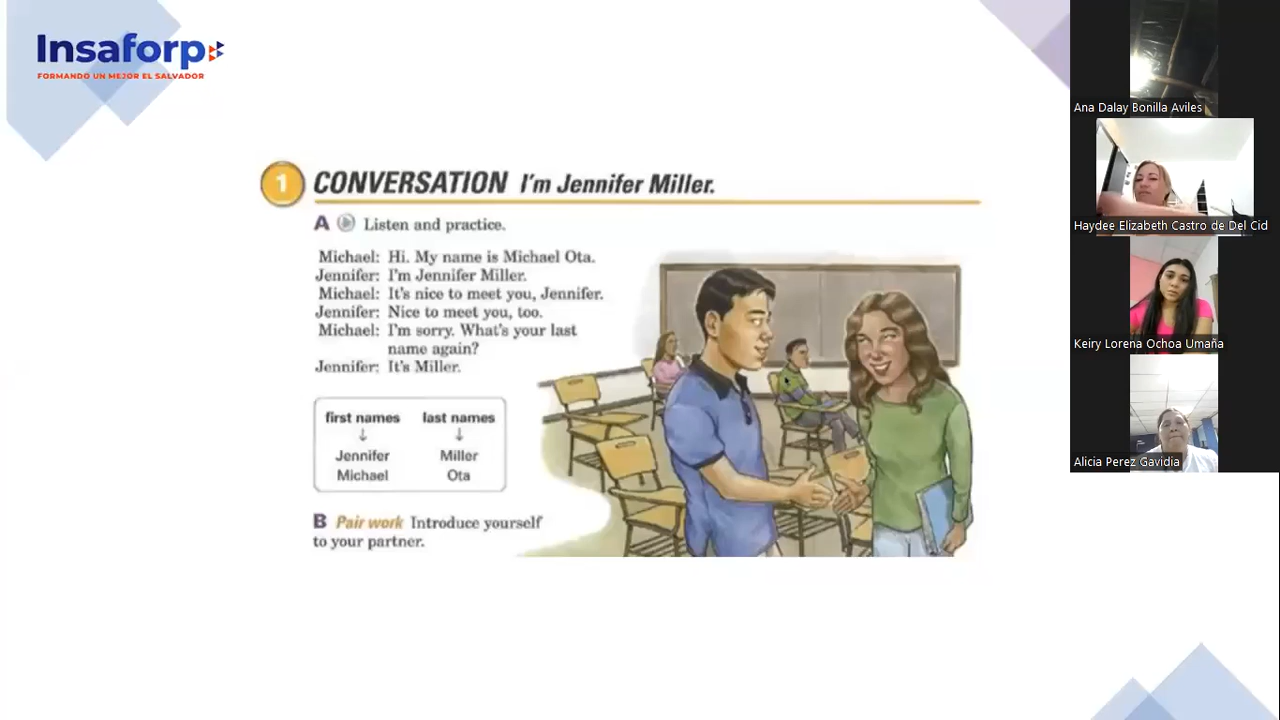 Insaforp
FORMANDO UN MEJOR EL SALVADOR
1 CONVERSATION I'm Jennifer Miller.
A Listen and practice.
Michael: Hi. My name is Michael Ota.
Jennifer: I'm Jennifer Miller.
Michael: It's nice to meet you, Jennifer.
Jennifer: Nice to meet you, too.
Michael: I'm sorry. What's your last
name again?
Jennifer: It's Miller.
first names last names
Jennifer Miller
Michael Ota
B Pair work Introduce yourself
to your partner.
Ana Dalay Bonilla Aviles
Haydee Elizabeth Castro de Del Cid
Keiry Lorena Ochoa Umaña
Alicia Perez Gavidia